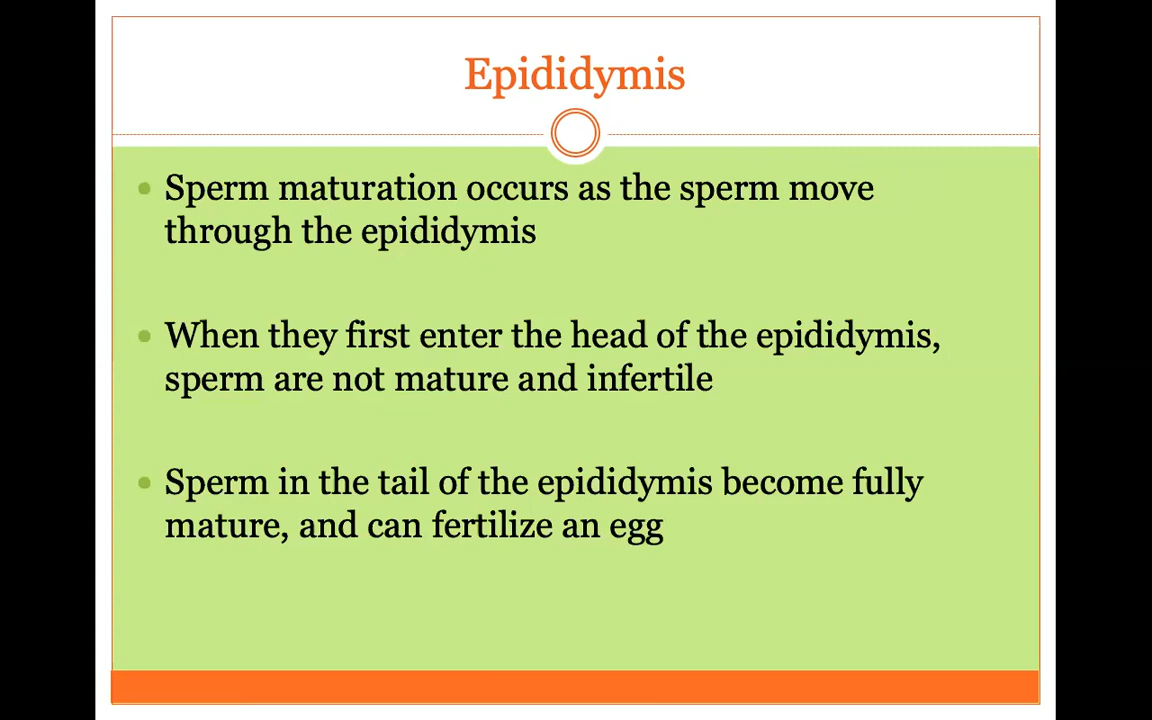 Epididymis
• Sperm maturation occurs as the sperm move
through the epididymis
• When they first enter the head of the epididymis,
sperm are not mature and infertile
• Sperm in the tail of the epididymis become fully
mature, and can fertilize an egg